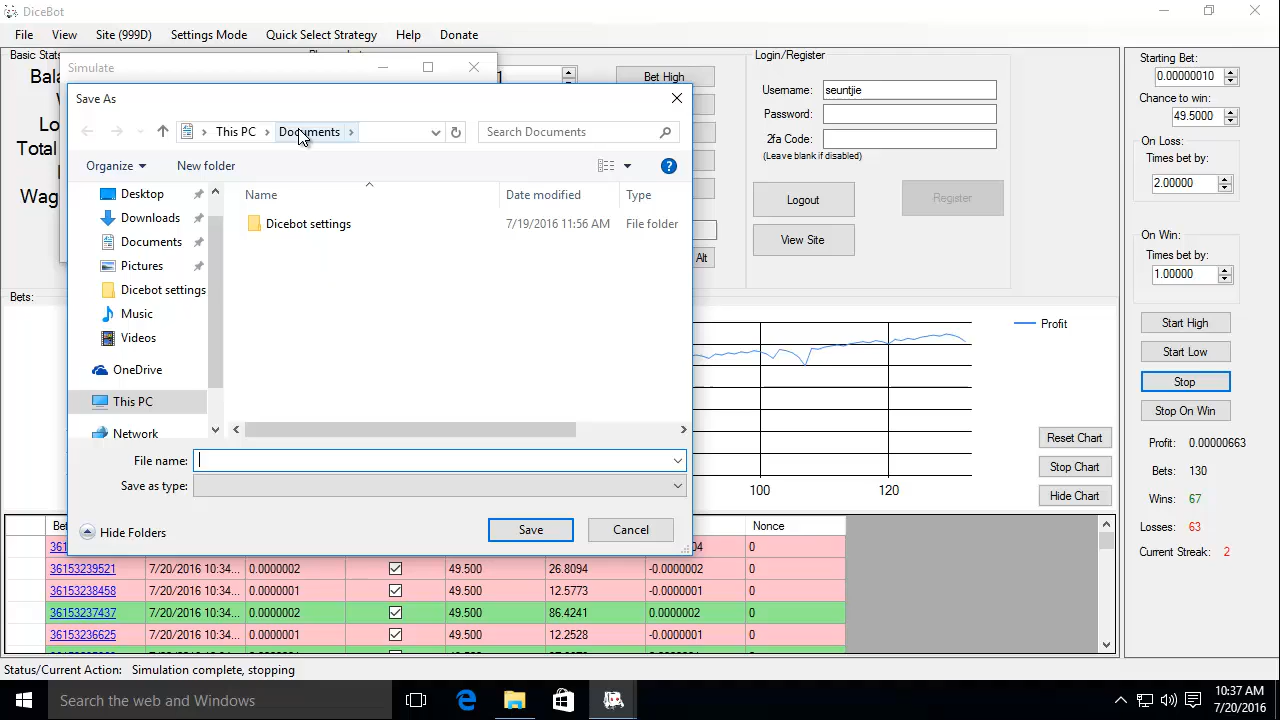 DiceBot
File View Site (999D) Settings Mode Quick Select Strategy Help Donate
Basic Stat
Simulate
Save As
This PC Documents
Search Documents
Organize New folder
Name Date modified Type
Desktop
Downloads
Documents
Pictures
Dicebot settings
Music
Videos
OneDrive
This PC
Network
Dicebot settings 7/19/2016 11:56 AM File folder
File name:
Save as type:
Hide Folders
Save Cancel
Bala
Lo
Total
Wag
1
Bet High
Alt
Login/Register
Username: seuntjie
Password:
2fa Code:
(Leave blank if disabled)
Logout Register
View Site
Starting Bet:
0.00000010
Chance to win:
49.5000
On Loss:
Times bet by:
2.00000
On Win:
Times bet by:
1.00000
Start High
Start Low
Stop
Stop On Win
Profit: 0.00000663
Bets: 130
Wins: 67
Losses: 63
Current Streak: 2
Bets:
Profit
100 120
Reset Chart
Stop Chart
Hide Chart
Bet Nonce
361 04 0
36153239521 7/20/2016 10:34... 0.0000002 49.500 26.8094 -0.0000002 0
36153238458 7/20/2016 10:34... 0.0000001 49.500 12.5773 -0.0000001 0
36153237437 7/20/2016 10:34... 0.0000002 49.500 86.4241 0.0000002 0
36153236625 7/20/2016 10:34... 0.0000001 49.500 12.2528 -0.0000001 0
Status/Current Action: Simulation complete, stopping
Search the web and Windows
10:37 AM
7/20/2016